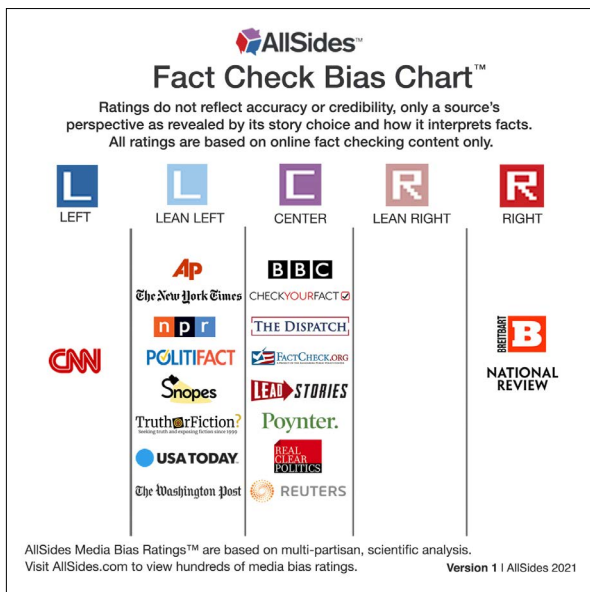 AllSides™
Fact Check Bias Chart™
Ratings do not reflect accuracy or credibility, only a source's
perspective as revealed by its story choice and how it interprets facts.
All ratings are based on online fact checking content only.
L L C R R
LEFT LEAN LEFT CENTER LEAN RIGHT RIGHT
CNN
AP
The New York Times
npr
POLITIFACT
Snopes
TruthorFiction?
Seeking truth and exposing fiction since 1999
USA TODAY
The Washington Post
BBC
CHECKYOURFACT
THE DISPATCH
FACTCHECK.ORG
LEAD STORIES
Poynter.
REAL
CLEAR
POLITICS
REUTERS
BREITBART B
NATIONAL
REVIEW
AllSides Media Bias Ratings™ are based on multi-partisan, scientific analysis.
Visit AllSides.com to view hundreds of media bias ratings.
Version 1 | AllSides 2021